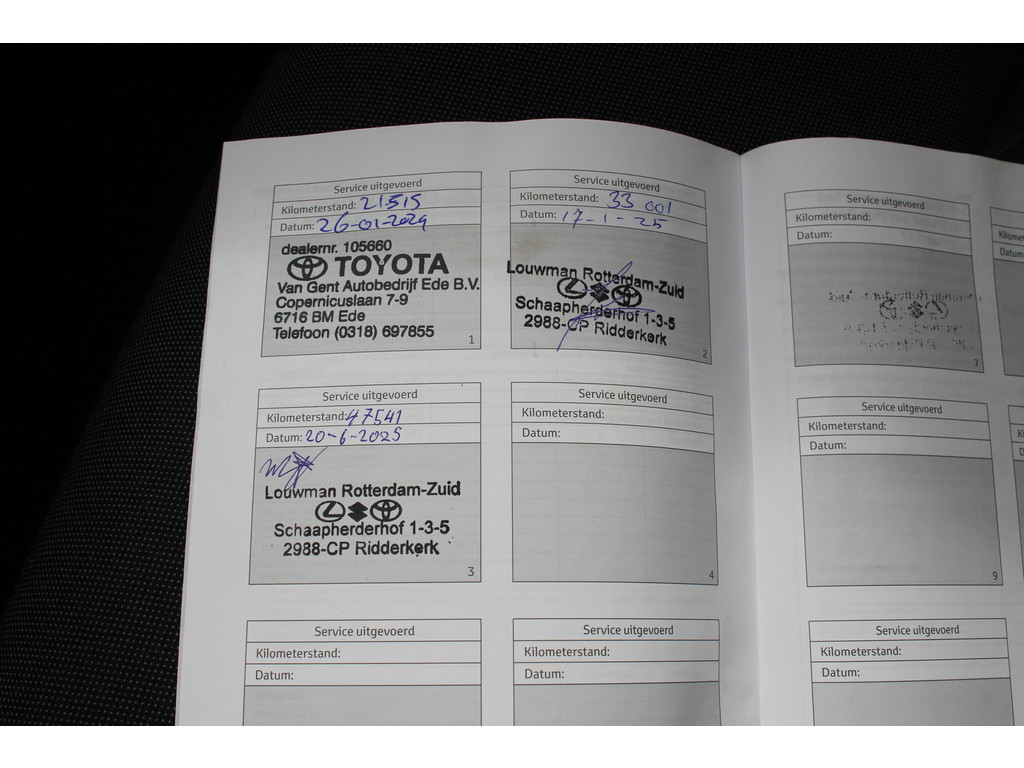 Service uitgevoerd
Kilometerstand: 21515
Datum: 26-01-2024
dealernr. 105660
TOYOTA
Van Gent Autobedrijf Ede B.V.
Copernicuslaan 7-9
6716 BM Ede
Telefoon (0318) 697855
1
Service uitgevoerd
Kilometerstand: 33 001
Datum: 17-1-25
Louwman Rotterdam-Zuid
Schaapherderhof 1-3-5
2988-CP Ridderkerk
2
Service uitgevoerd
Kilometerstand: 47541
Datum: 20-6-2025
Louwman Rotterdam-Zuid
Schaapherderhof 1-3-5
2988-CP Ridderkerk
3
Service uitgevoerd
Kilometerstand:
Datum:
4
Service uitgevoerd
Kilometerstand:
Datum:
Service uitgevoerd
Kilometerstand:
Datum:
Service uitgevoerd
Kilometerstand:
Datum:
7
Service uitgevoerd
Kilometerstand:
Datum:
9
Service uitgevoerd
Kilometerstand:
Datum: